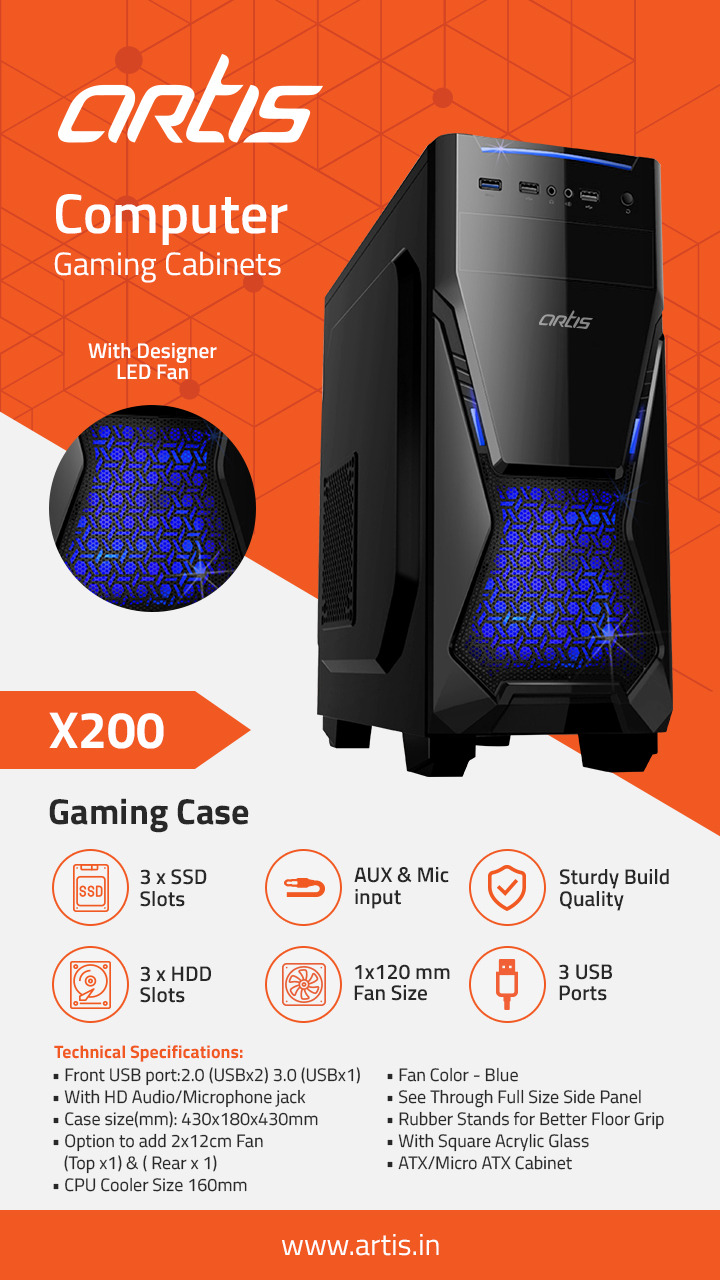 artis
Computer
Gaming Cabinets
With Designer
LED Fan
artis
X200
Gaming Case
SSD
3 x SSD
Slots
AUX & Mic
input
Sturdy Build
Quality
3 x HDD
Slots
1x120 mm
Fan Size
3 USB
Ports
Technical Specifications:
▪ Front USB port:2.0 (USBx2) 3.0 (USBx1)
▪ With HD Audio/Microphone jack
▪ Case size(mm): 430x180x430mm
▪ Option to add 2x12cm Fan
(Top x1) & ( Rear x 1)
▪ CPU Cooler Size 160mm
▪ Fan Color - Blue
▪ See Through Full Size Side Panel
▪ Rubber Stands for Better Floor Grip
▪ With Square Acrylic Glass
▪ ATX/Micro ATX Cabinet
www.artis.in